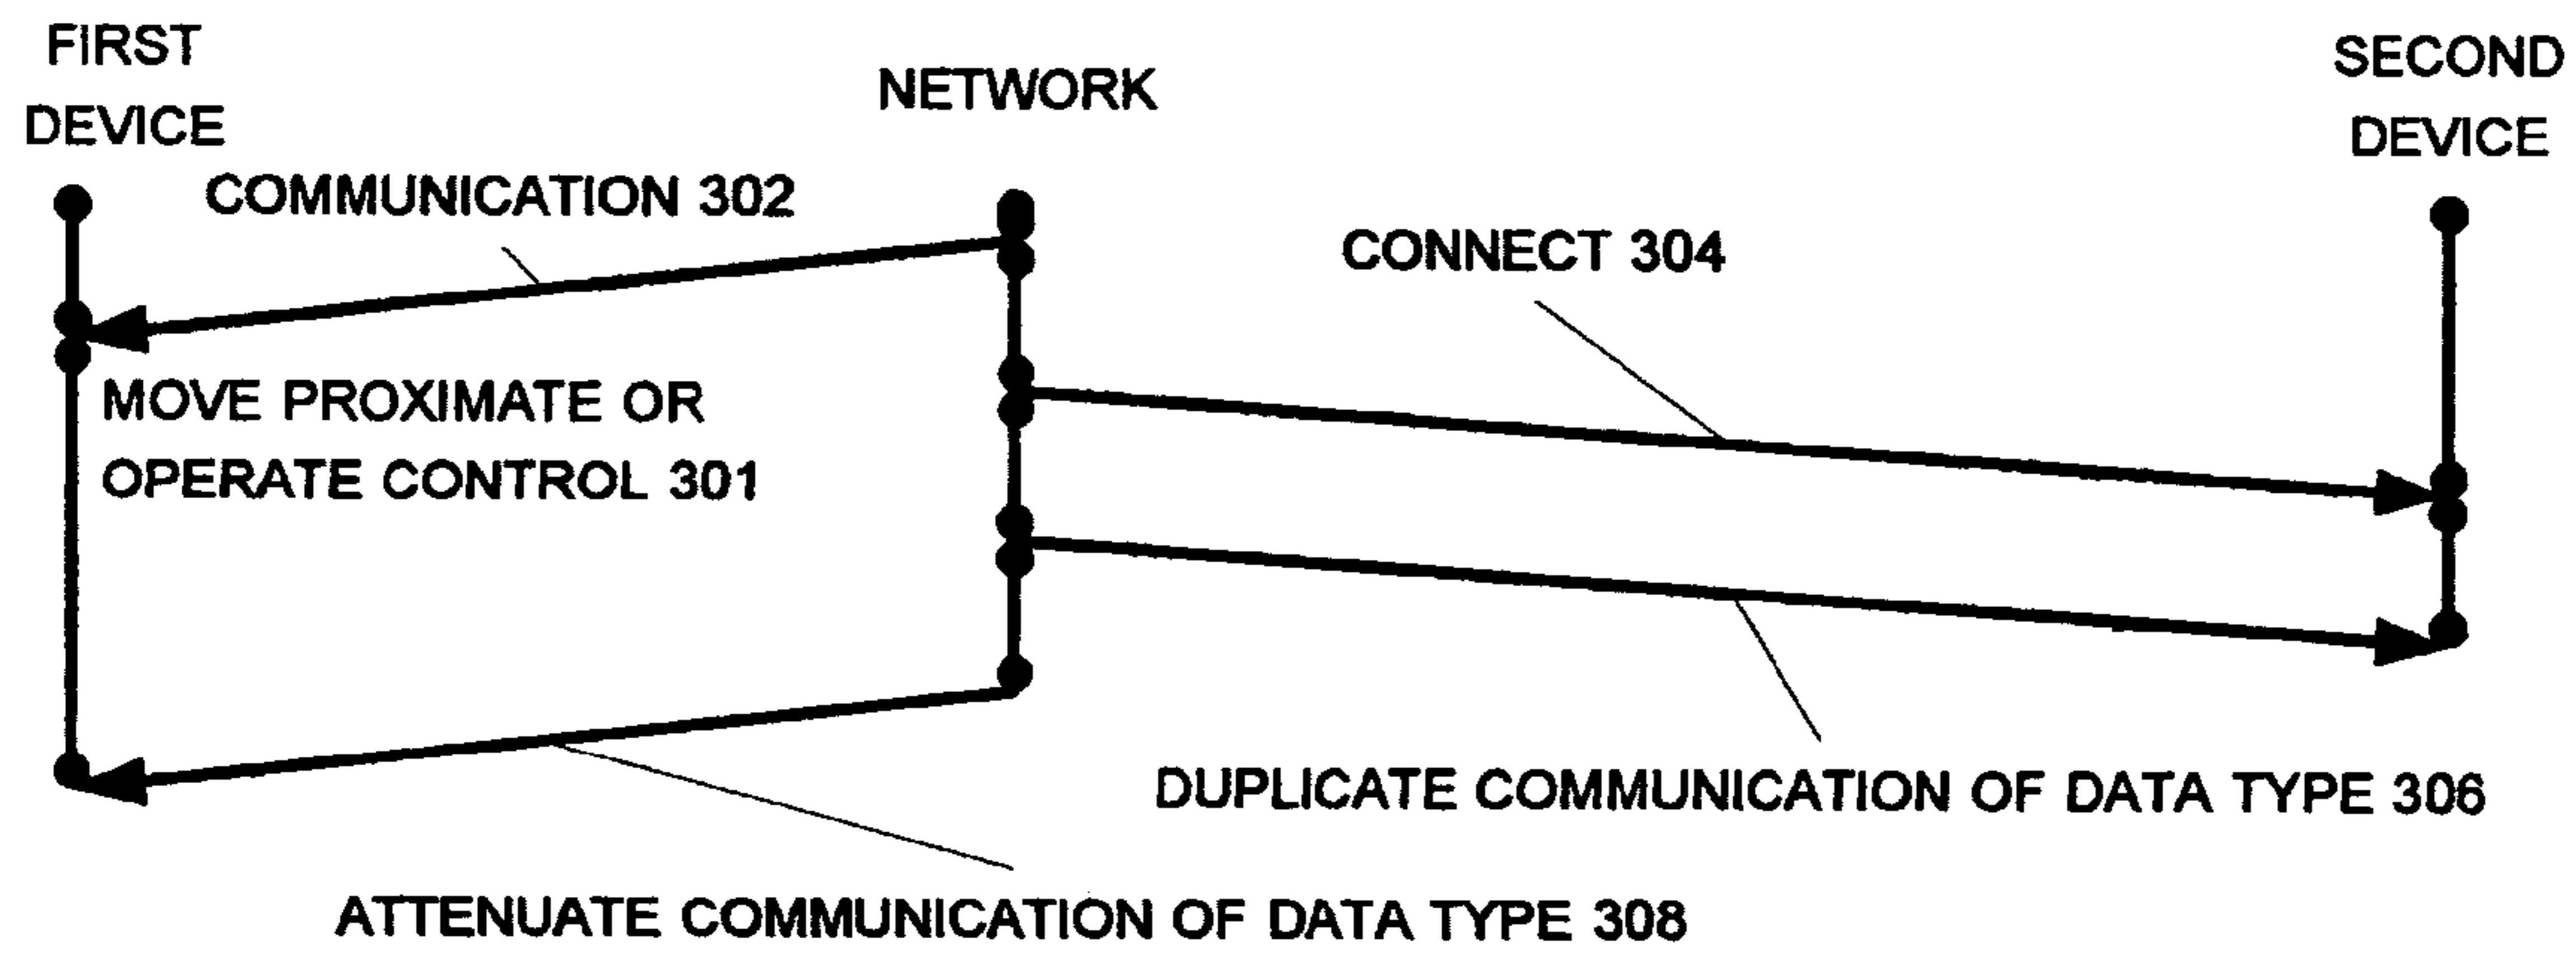 FIRST
DEVICE
NETWORK
SECOND
DEVICE
COMMUNICATION 302
CONNECT 304
MOVE PROXIMATE OR
OPERATE CONTROL 301
DUPLICATE COMMUNICATION OF DATA TYPE 306
ATTENUATE COMMUNICATION OF DATA TYPE 308